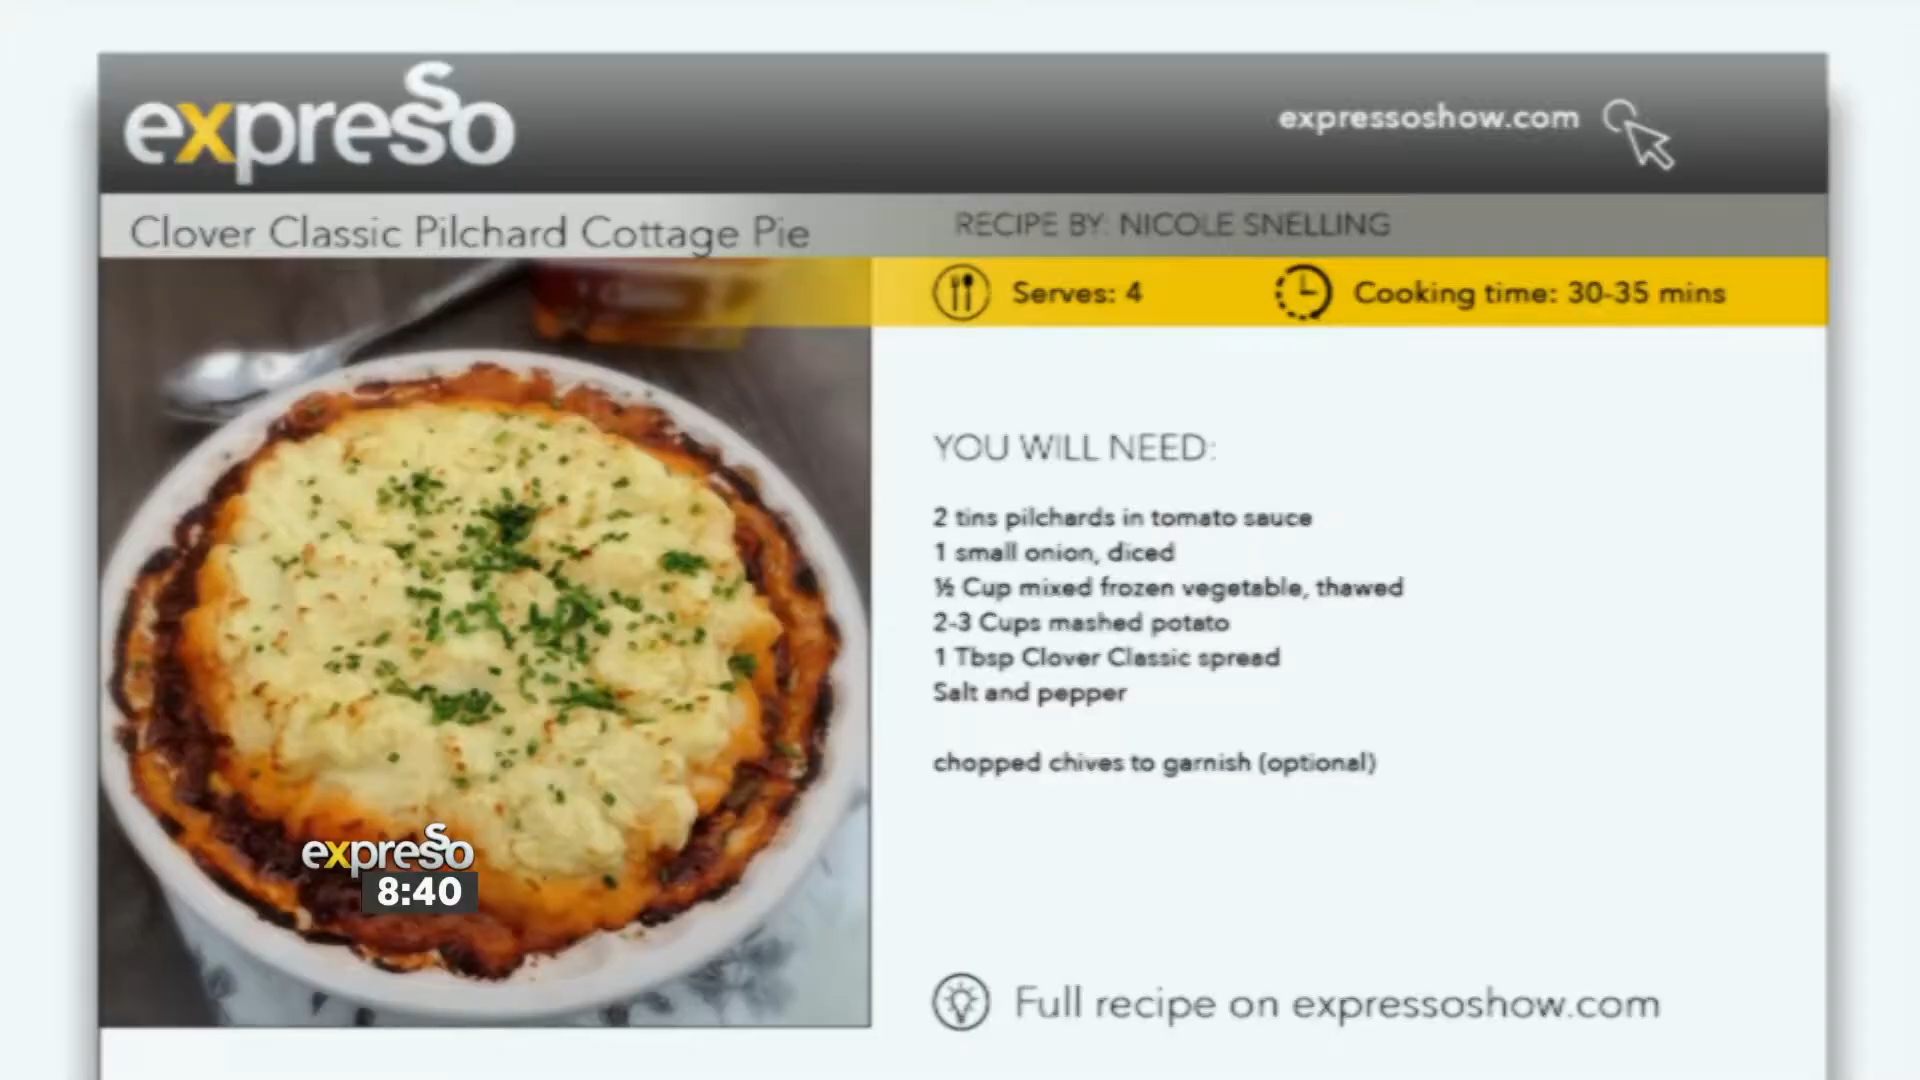 expresso
expressoshow.com
Clover Classic Pilchard Cottage Pie
RECIPE BY: NICOLE SNELLING
Serves: 4
Cooking time: 30-35 mins
YOU WILL NEED:
2 tins pilchards in tomato sauce
1 small onion, diced
½ Cup mixed frozen vegetable, thawed
2-3 Cups mashed potato
1 Tbsp Clover Classic spread
Salt and pepper
chopped chives to garnish (optional)
expresso
8:40
Full recipe on expressoshow.com